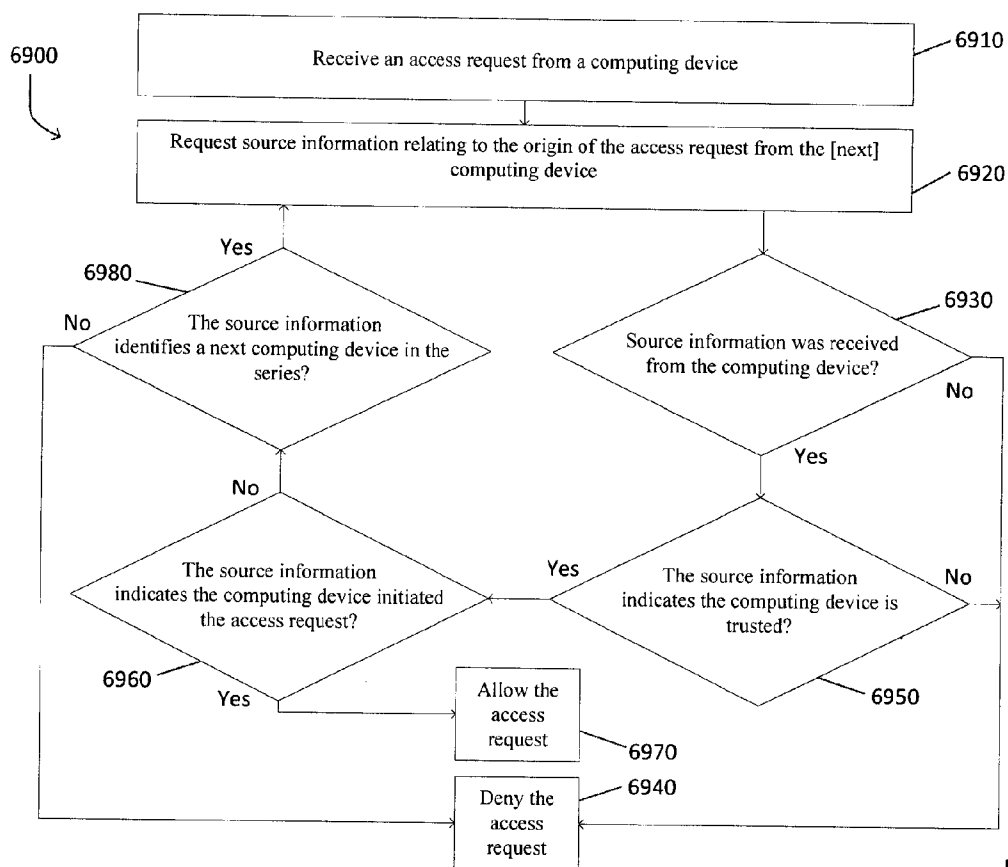 6900
Receive an access request from a computing device
6910
Request source information relating to the origin of the access request from the [next]
computing device
6920
Yes
6980
No
The source information
identifies a next computing device in the
series?
6930
Source information was received
from the computing device?
No
Yes
No
The source information
indicates the computing device initiated
the access request?
6960
Yes
Yes
The source information
indicates the computing device is
trusted?
No
6950
Allow the
access
request
6970
Deny the
access
request
6940